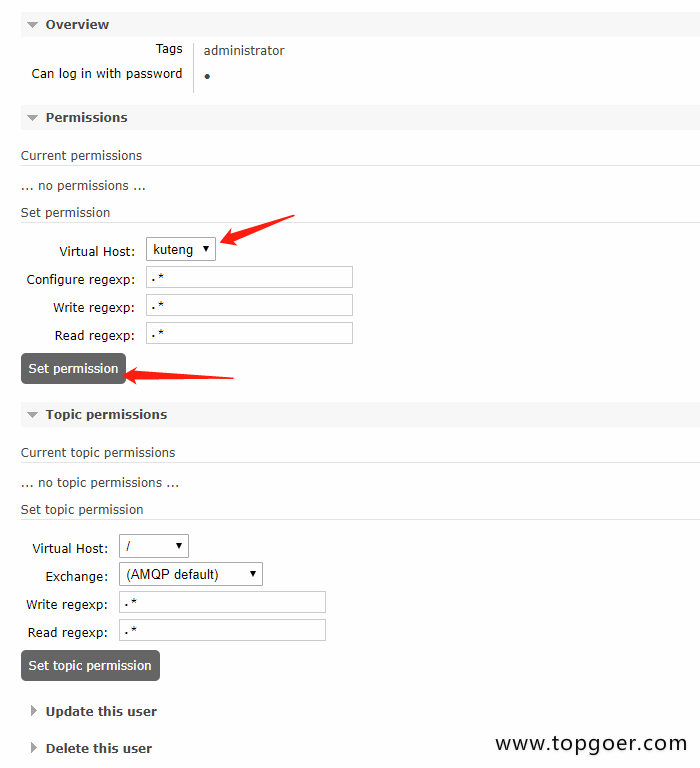 Overview
Tags administrator
Can log in with password ●
Permissions
Current permissions
... no permissions ...
Set permission
Virtual Host: kuteng
Configure regexp: .*
Write regexp: .*
Read regexp: .*
Set permission
Topic permissions
Current topic permissions
... no topic permissions ...
Set topic permission
Virtual Host: /
Exchange: (AMQP default)
Write regexp: .*
Read regexp: .*
Set topic permission
Update this user
Delete this user
www.topgoer.com